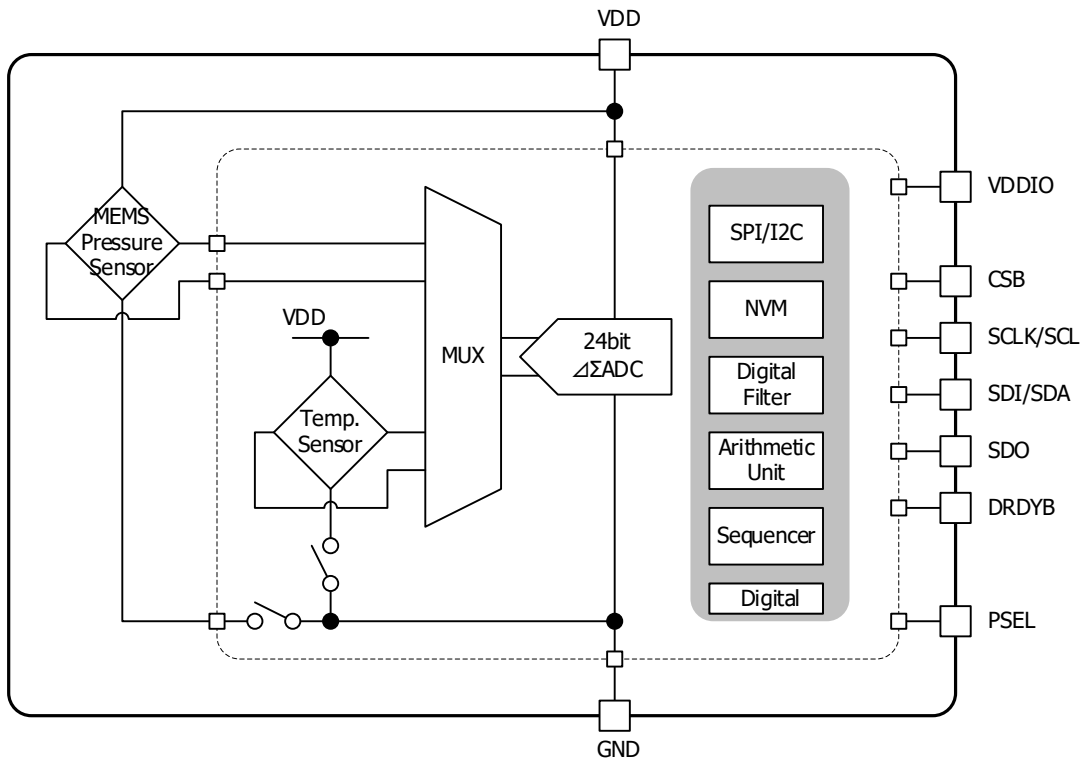 VDD
MEMS
Pressure
Sensor
VDD
Temp.
Sensor
MUX
24bit
⊿ΣADC
SPI/I2C
NVM
Digital
Filter
Arithmetic
Unit
Sequencer
Digital
VDDIO
CSB
SCLK/SCL
SDI/SDA
SDO
DRDYB
PSEL
GND